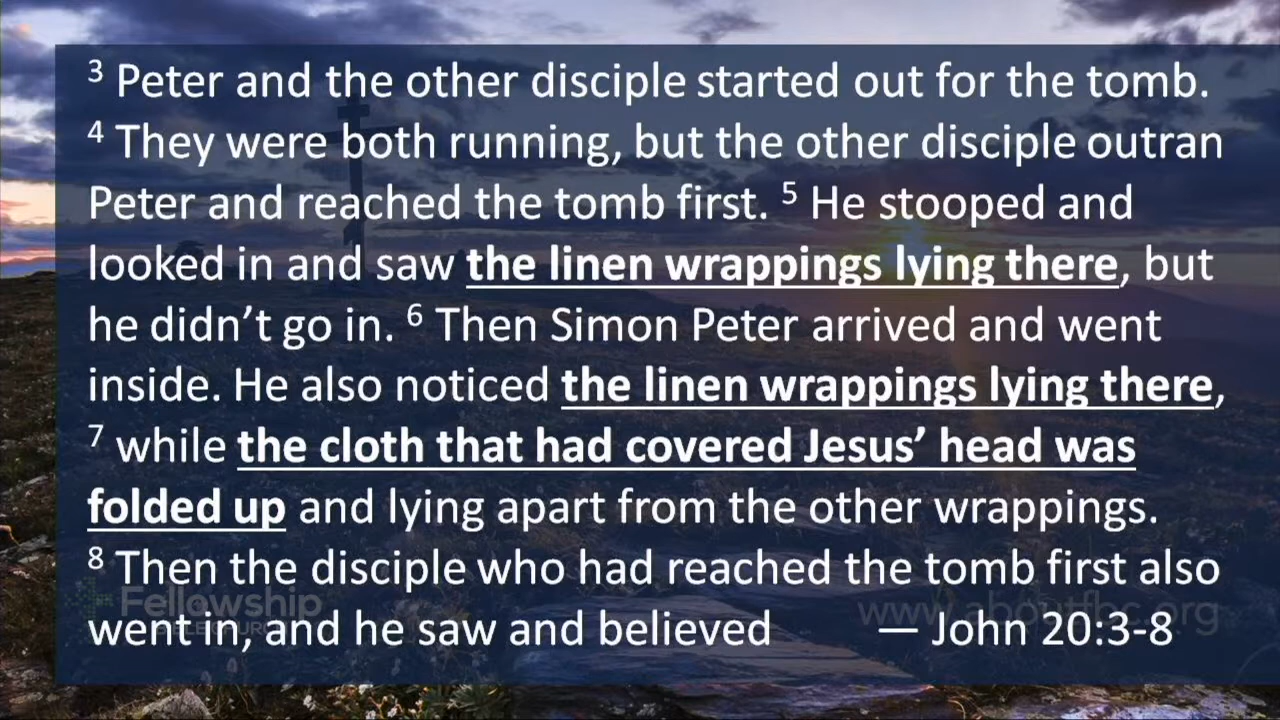 3 Peter and the other disciple started out for the tomb.
4 They were both running, but the other disciple outran
Peter and reached the tomb first. 5 He stooped and
looked in and saw the linen wrappings lying there, but
he didn’t go in. 6 Then Simon Peter arrived and went
inside. He also noticed the linen wrappings lying there,
7 while the cloth that had covered Jesus’ head was
folded up and lying apart from the other wrappings.
8 Then the disciple who had reached the tomb first also
Fellowship
www.aboutfbc.org
went in, and he saw and believed — John 20:3-8